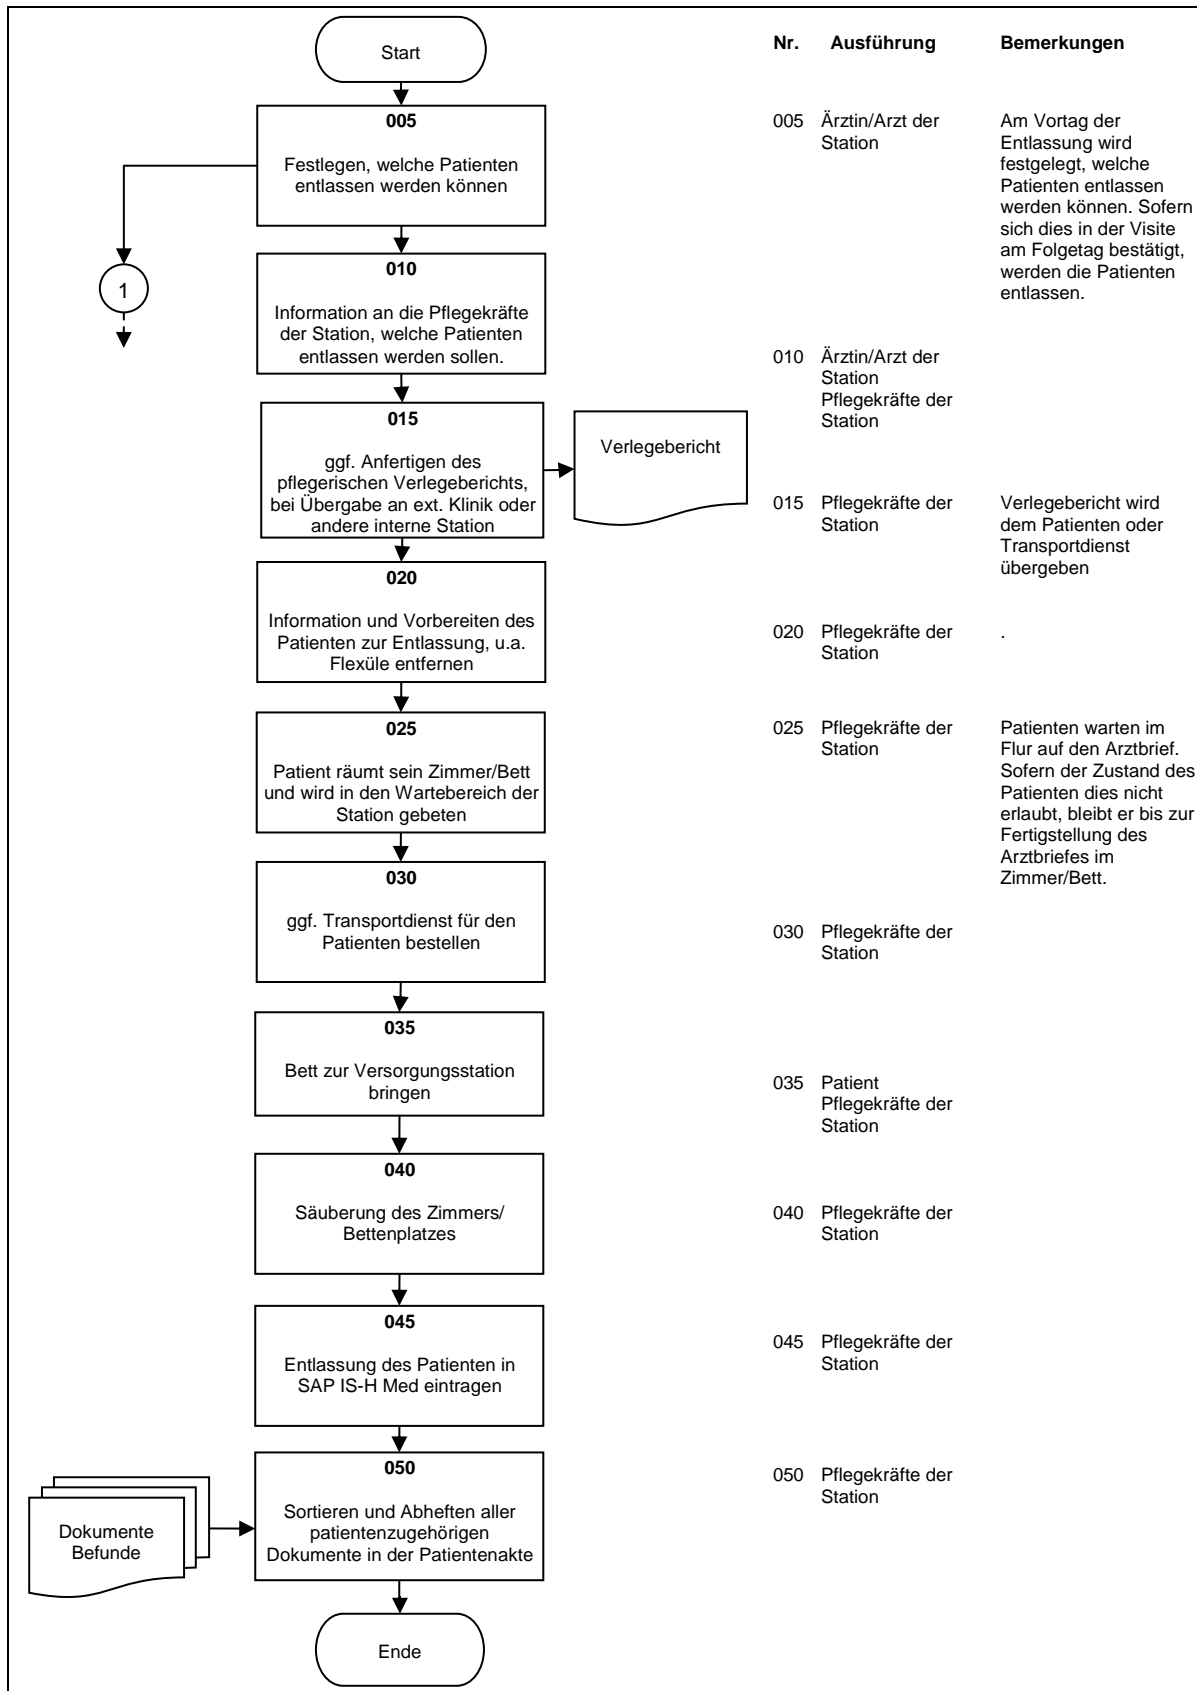 Start
005
Festlegen, welche Patienten
entlassen werden können
1
010
Information an die Pflegekräfte
der Station, welche Patienten
entlassen werden sollen.
015
ggf. Anfertigen des
pflegerischen Verlegeberichts,
bei Übergabe an ext. Klinik oder
andere interne Station
Verlegebericht
020
Information und Vorbereiten des
Patienten zur Entlassung, u.a.
Flexüle entfernen
025
Patient räumt sein Zimmer/Bett
und wird in den Wartebereich der
Station gebeten
030
ggf. Transportdienst für den
Patienten bestellen
035
Bett zur Versorgungsstation
bringen
040
Säuberung des Zimmers/
Bettenplatzes
045
Entlassung des Patienten in
SAP IS-H Med eintragen
050
Sortieren und Abheften aller
patientenzugehörigen
Dokumente in der Patientenakte
Dokumente
Befunde
Ende
Nr. Ausführung Bemerkungen
005 Ärztin/Arzt der Am Vortag der
Station Entlassung wird
festgelegt, welche
Patienten entlassen
werden können. Sofern
sich dies in der Visite
am Folgetag bestätigt,
werden die Patienten
entlassen.
010 Ärztin/Arzt der
Station
Pflegekräfte der
Station
015 Pflegekräfte der Verlegebericht wird
Station dem Patienten oder
Transportdienst
übergeben
020 Pflegekräfte der .
Station
025 Pflegekräfte der Patienten warten im
Station Flur auf den Arztbrief.
Sofern der Zustand des
Patienten dies nicht
erlaubt, bleibt er bis zur
Fertigstellung des
Arztbriefes im
Zimmer/Bett.
030 Pflegekräfte der
Station
035 Patient
Pflegekräfte der
Station
040 Pflegekräfte der
Station
045 Pflegekräfte der
Station
050 Pflegekräfte der
Station